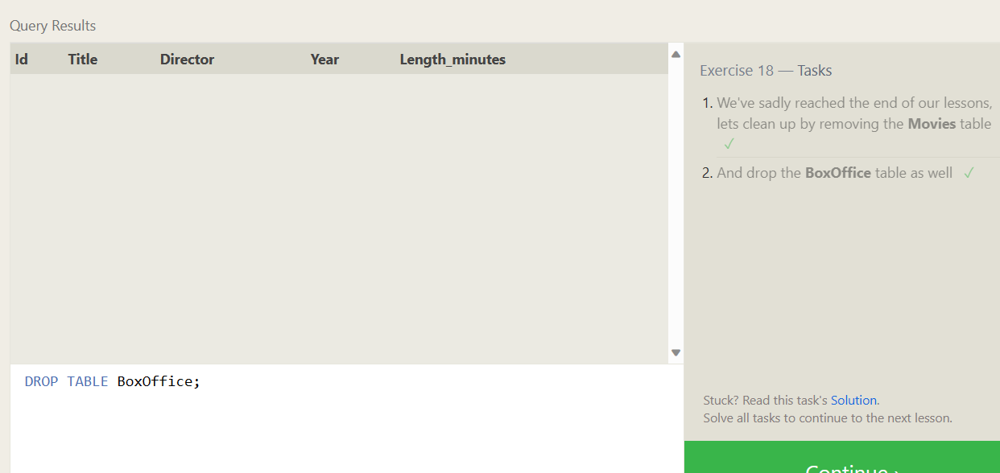 Query Results
Id Title Director Year Length_minutes
Exercise 18 — Tasks
1. We've sadly reached the end of our lessons,
lets clean up by removing the Movies table
✓
2. And drop the BoxOffice table as well ✓
DROP TABLE BoxOffice;
Stuck? Read this task's Solution.
Solve all tasks to continue to the next lesson.
Continue ›